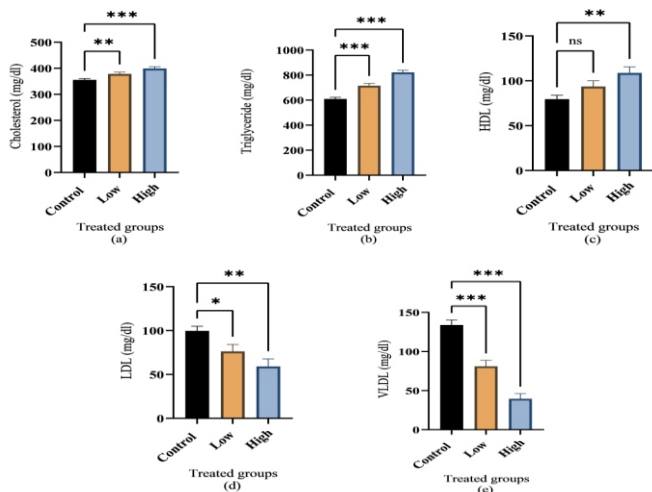 ***
**
500
400
300
200
100
0
Cholesterol (mg/dl)
Control
Low
High
Treated groups
(a)
***
***
1000
800
600
400
200
0
Triglyceride (mg/dl)
Control
Low
High
Treated groups
(b)
**
ns
150
100
50
0
HDL (mg/dl)
Control
Low
High
Treated groups
(c)
**
*
150
100
50
0
LDL (mg/dl)
Control
Low
High
Treated groups
(d)
***
***
150
100
50
0
VLDL (mg/dl)
Control
Low
High
Treated groups
(e)